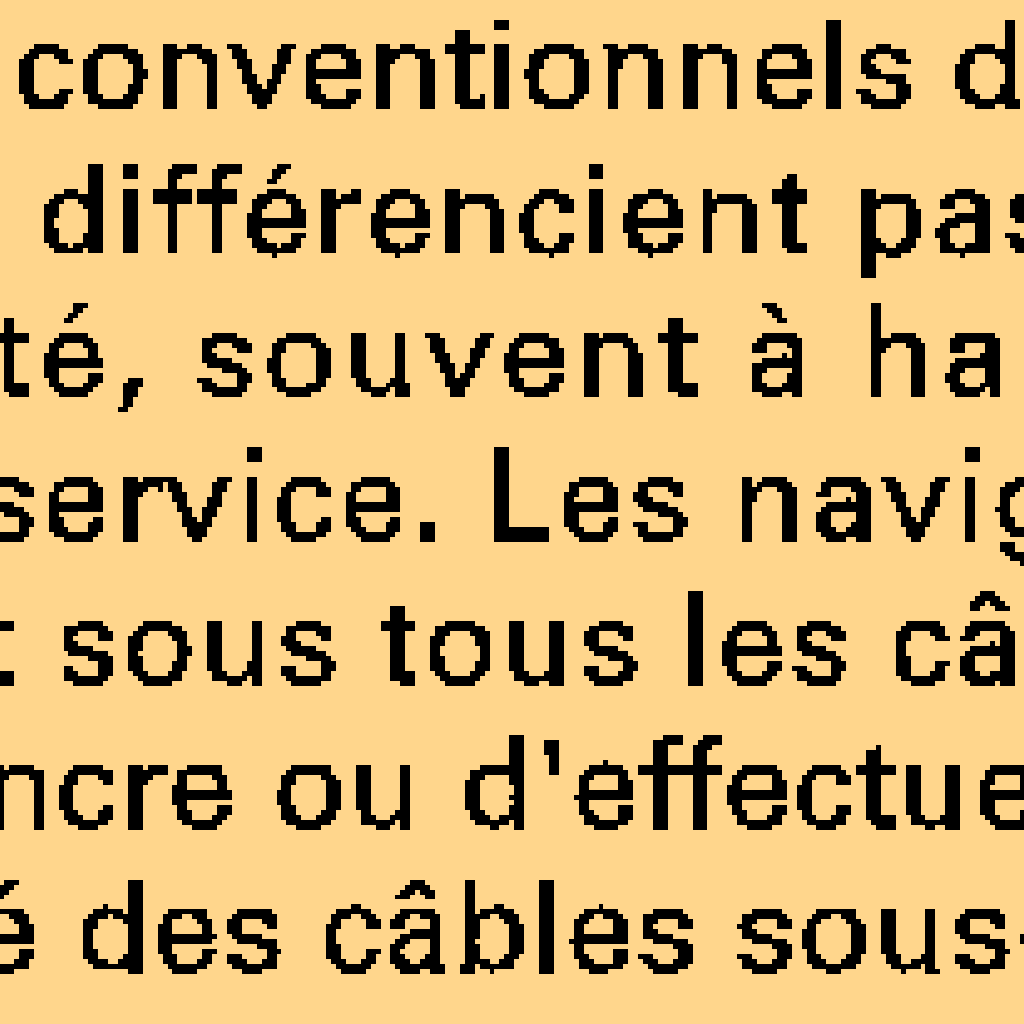 conventionnels d
différencient pas
té, souvent à ha
service. Les navig
t sous tous les câ
ncre ou d'effectue
é des câbles sous-